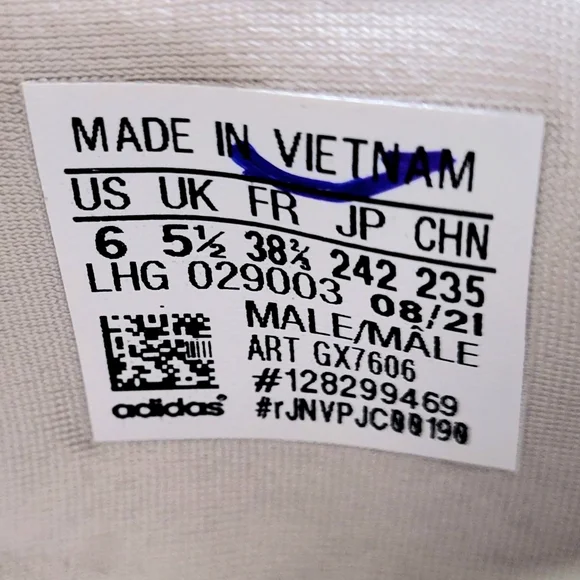 MADE IN VIETNAM
US UK FR JP CHN
6 5½ 38⅔ 242 235
LHG 029003 08/21
MALE/MÂLE
ART GX7606
#128299469
#rJNVPJC00190
adidas®